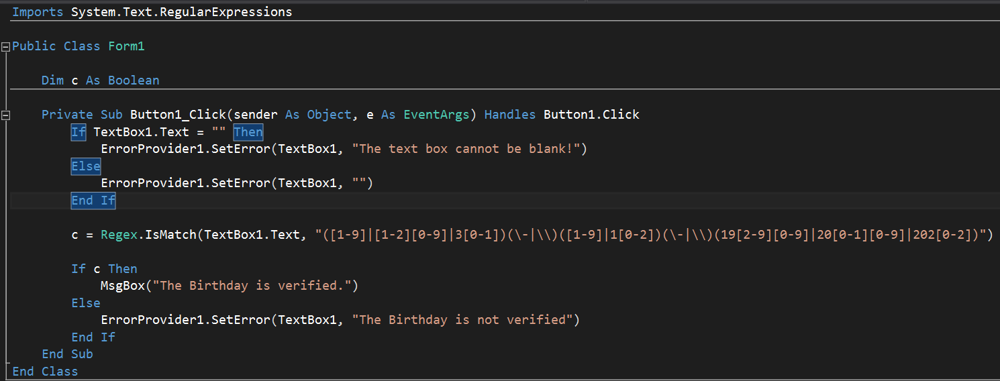 Imports System.Text.RegularExpressions
Public Class Form1
Dim c As Boolean
Private Sub Button1_Click(sender As Object, e As EventArgs) Handles Button1.Click
If TextBox1.Text = "" Then
ErrorProvider1.SetError(TextBox1, "The text box cannot be blank!")
Else
ErrorProvider1.SetError(TextBox1, "")
End If
c = Regex.IsMatch(TextBox1.Text, "([1-9]|[1-2][0-9]|3[0-1])(\-|\\)([1-9]|1[0-2])(\-|\\)(19[2-9][0-9]|20[0-1][0-9]|202[0-2])")
If c Then
MsgBox("The Birthday is verified.")
Else
ErrorProvider1.SetError(TextBox1, "The Birthday is not verified")
End If
End Sub
End Class